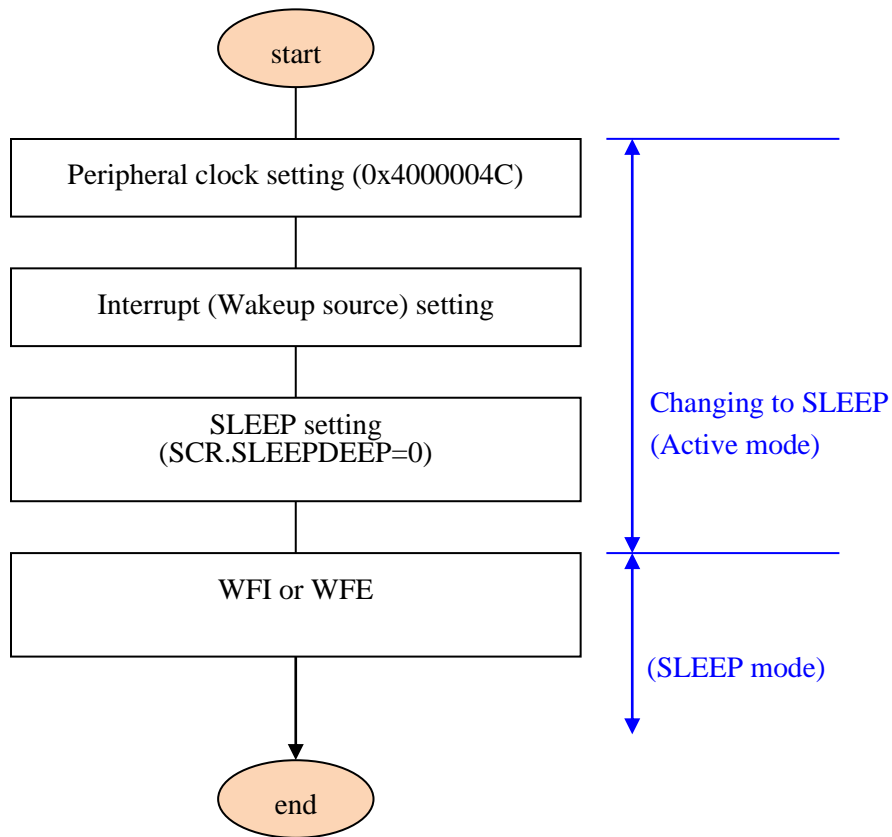 start
Peripheral clock setting (0x4000004C)
Interrupt (Wakeup source) setting
SLEEP setting
(SCR.SLEEPDEEP=0)
Changing to SLEEP
(Active mode)
WFI or WFE
(SLEEP mode)
end